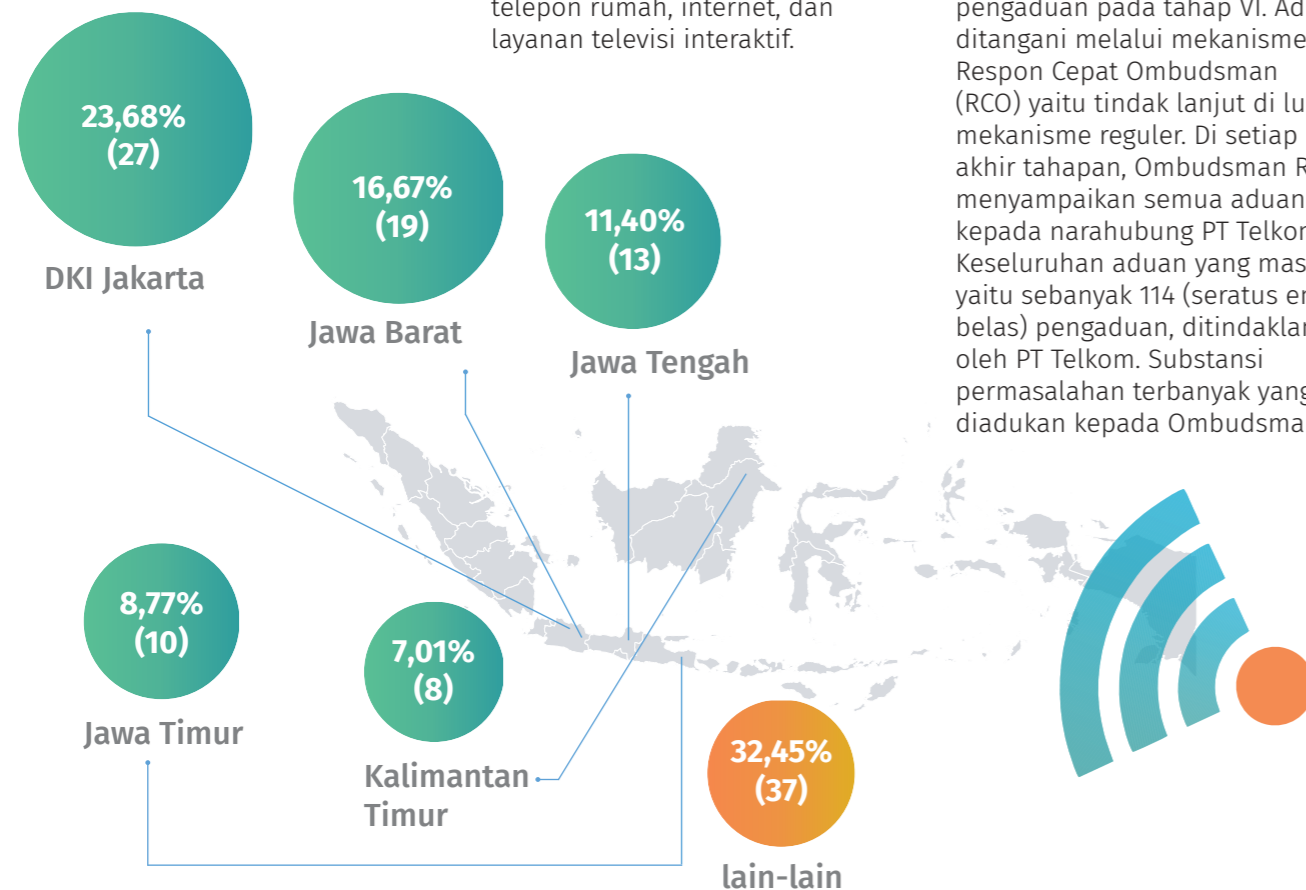 telepon rumah, internet, dan
layanan televisi interaktif.
pengaduan pada tahap VI. Ad
ditangani melalui mekanisme
Respon Cepat Ombudsman
(RCO) yaitu tindak lanjut di lu
mekanisme reguler. Di setiap
akhir tahapan, Ombudsman R
menyampaikan semua aduan
kepada narahubung PT Telkom
Keseluruhan aduan yang mas
yaitu sebanyak 114 (seratus em
belas) pengaduan, ditindaklan
oleh PT Telkom. Substansi
permasalahan terbanyak yang
diadukan kepada Ombudsma
23,68%
(27)
DKI Jakarta
16,67%
(19)
Jawa Barat
11,40%
(13)
Jawa Tengah
8,77%
(10)
Jawa Timur
7,01%
(8)
Kalimantan
Timur
32,45%
(37)
lain-lain